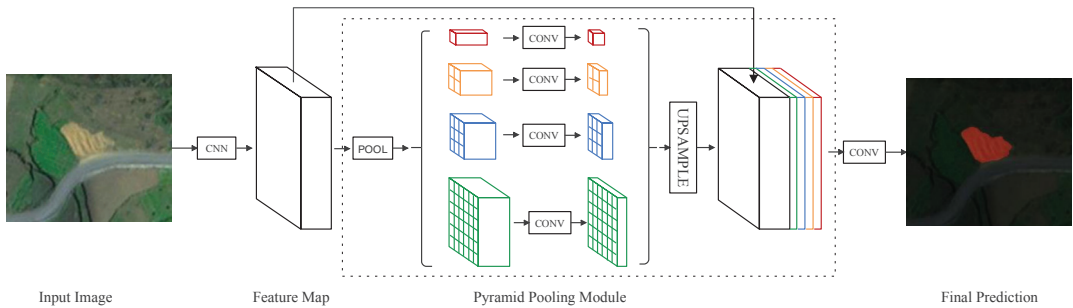 CONV
CONV
CONV
CONV
CNN
POOL
UPSAMPLE
CONV
Input Image
Feature Map
Pyramid Pooling Module
Final Prediction